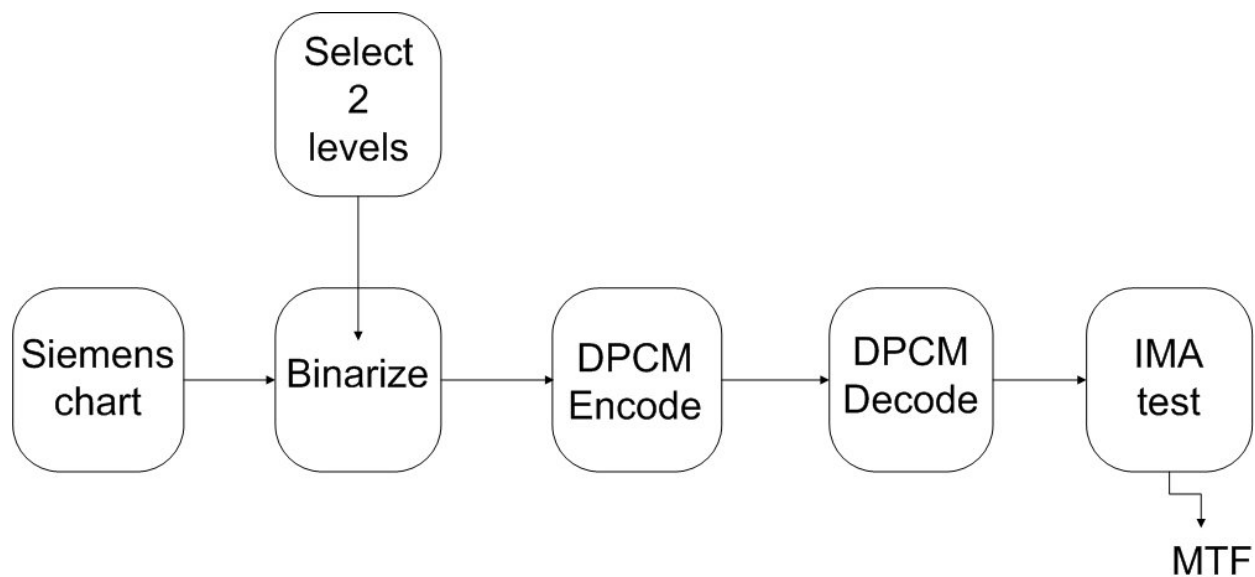 Select
2
levels
Siemens
chart
Binarize
DPCM
Encode
DPCM
Decode
IMA
test
MTF